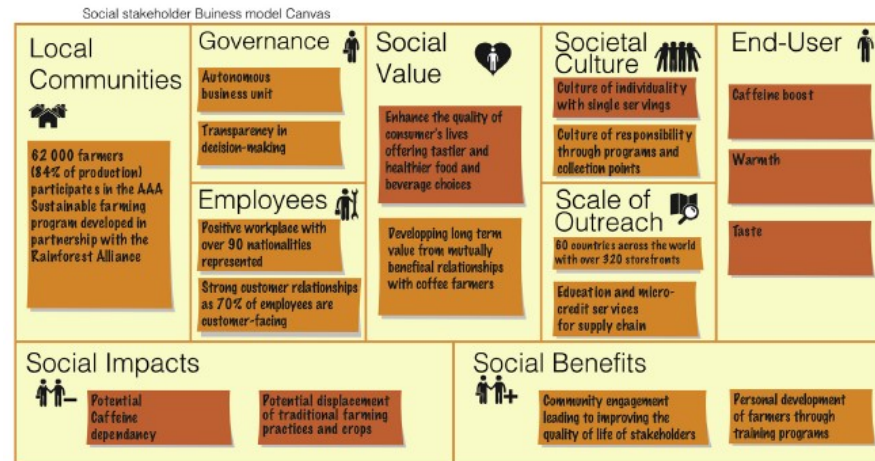 Social stakeholder Buiness model Canvas
Local
Communities
62 000 farmers
(84% of production)
participates in the AAA
Sustainable farming
program developed in
partnership with the
Rainforest Alliance
Governance
Autonomous
business unit
Transparency in
decision-making
Employees
Positive workplace with
over 90 nationalities
represented
Strong customer relationships
as 70% of employees are
customer-facing
Social
Value
Enhance the quality of
consumer's lives
offering tastier and
healthier food and
beverage choices
Developping long term
value from mutually
benefical relationships
with coffee farmers
Societal
Culture
Culture of individuality
with single servings
Culture of responsibility
through programs and
collection points
Scale of
Outreach
60 countries across the world
with over 320 storefronts
Education and micro-
credit services
for supply chain
End-User
Caffeine boost
Warmth
Taste
Social Impacts
Potential
Caffeine
dependancy
Potential displacement
of traditional farming
practices and crops
Social Benefits
Community engagement
leading to improving the
quality of life of stakeholders
Personal development
of farmers through
training programs